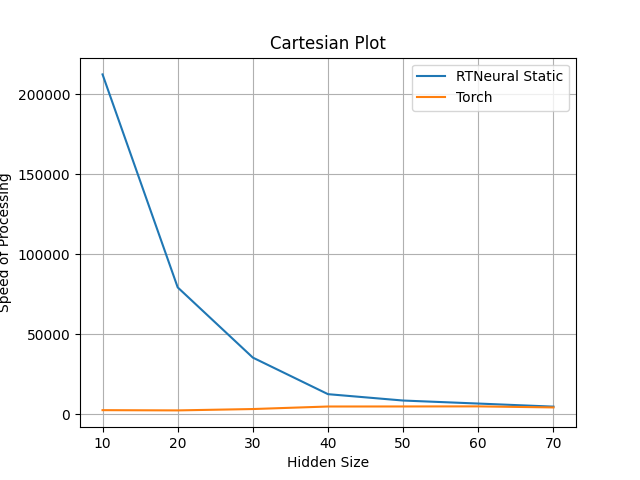 Cartesian Plot
RTNeural Static
Torch
200000
150000
100000
50000
0
Speed of Processing
10 20 30 40 50 60 70
Hidden Size